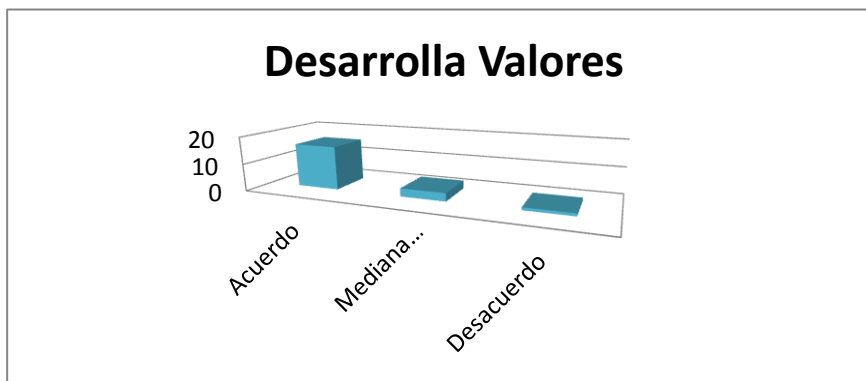 Desarrolla Valores
20
10
0
Acuerdo
Mediana...
Desacuerdo